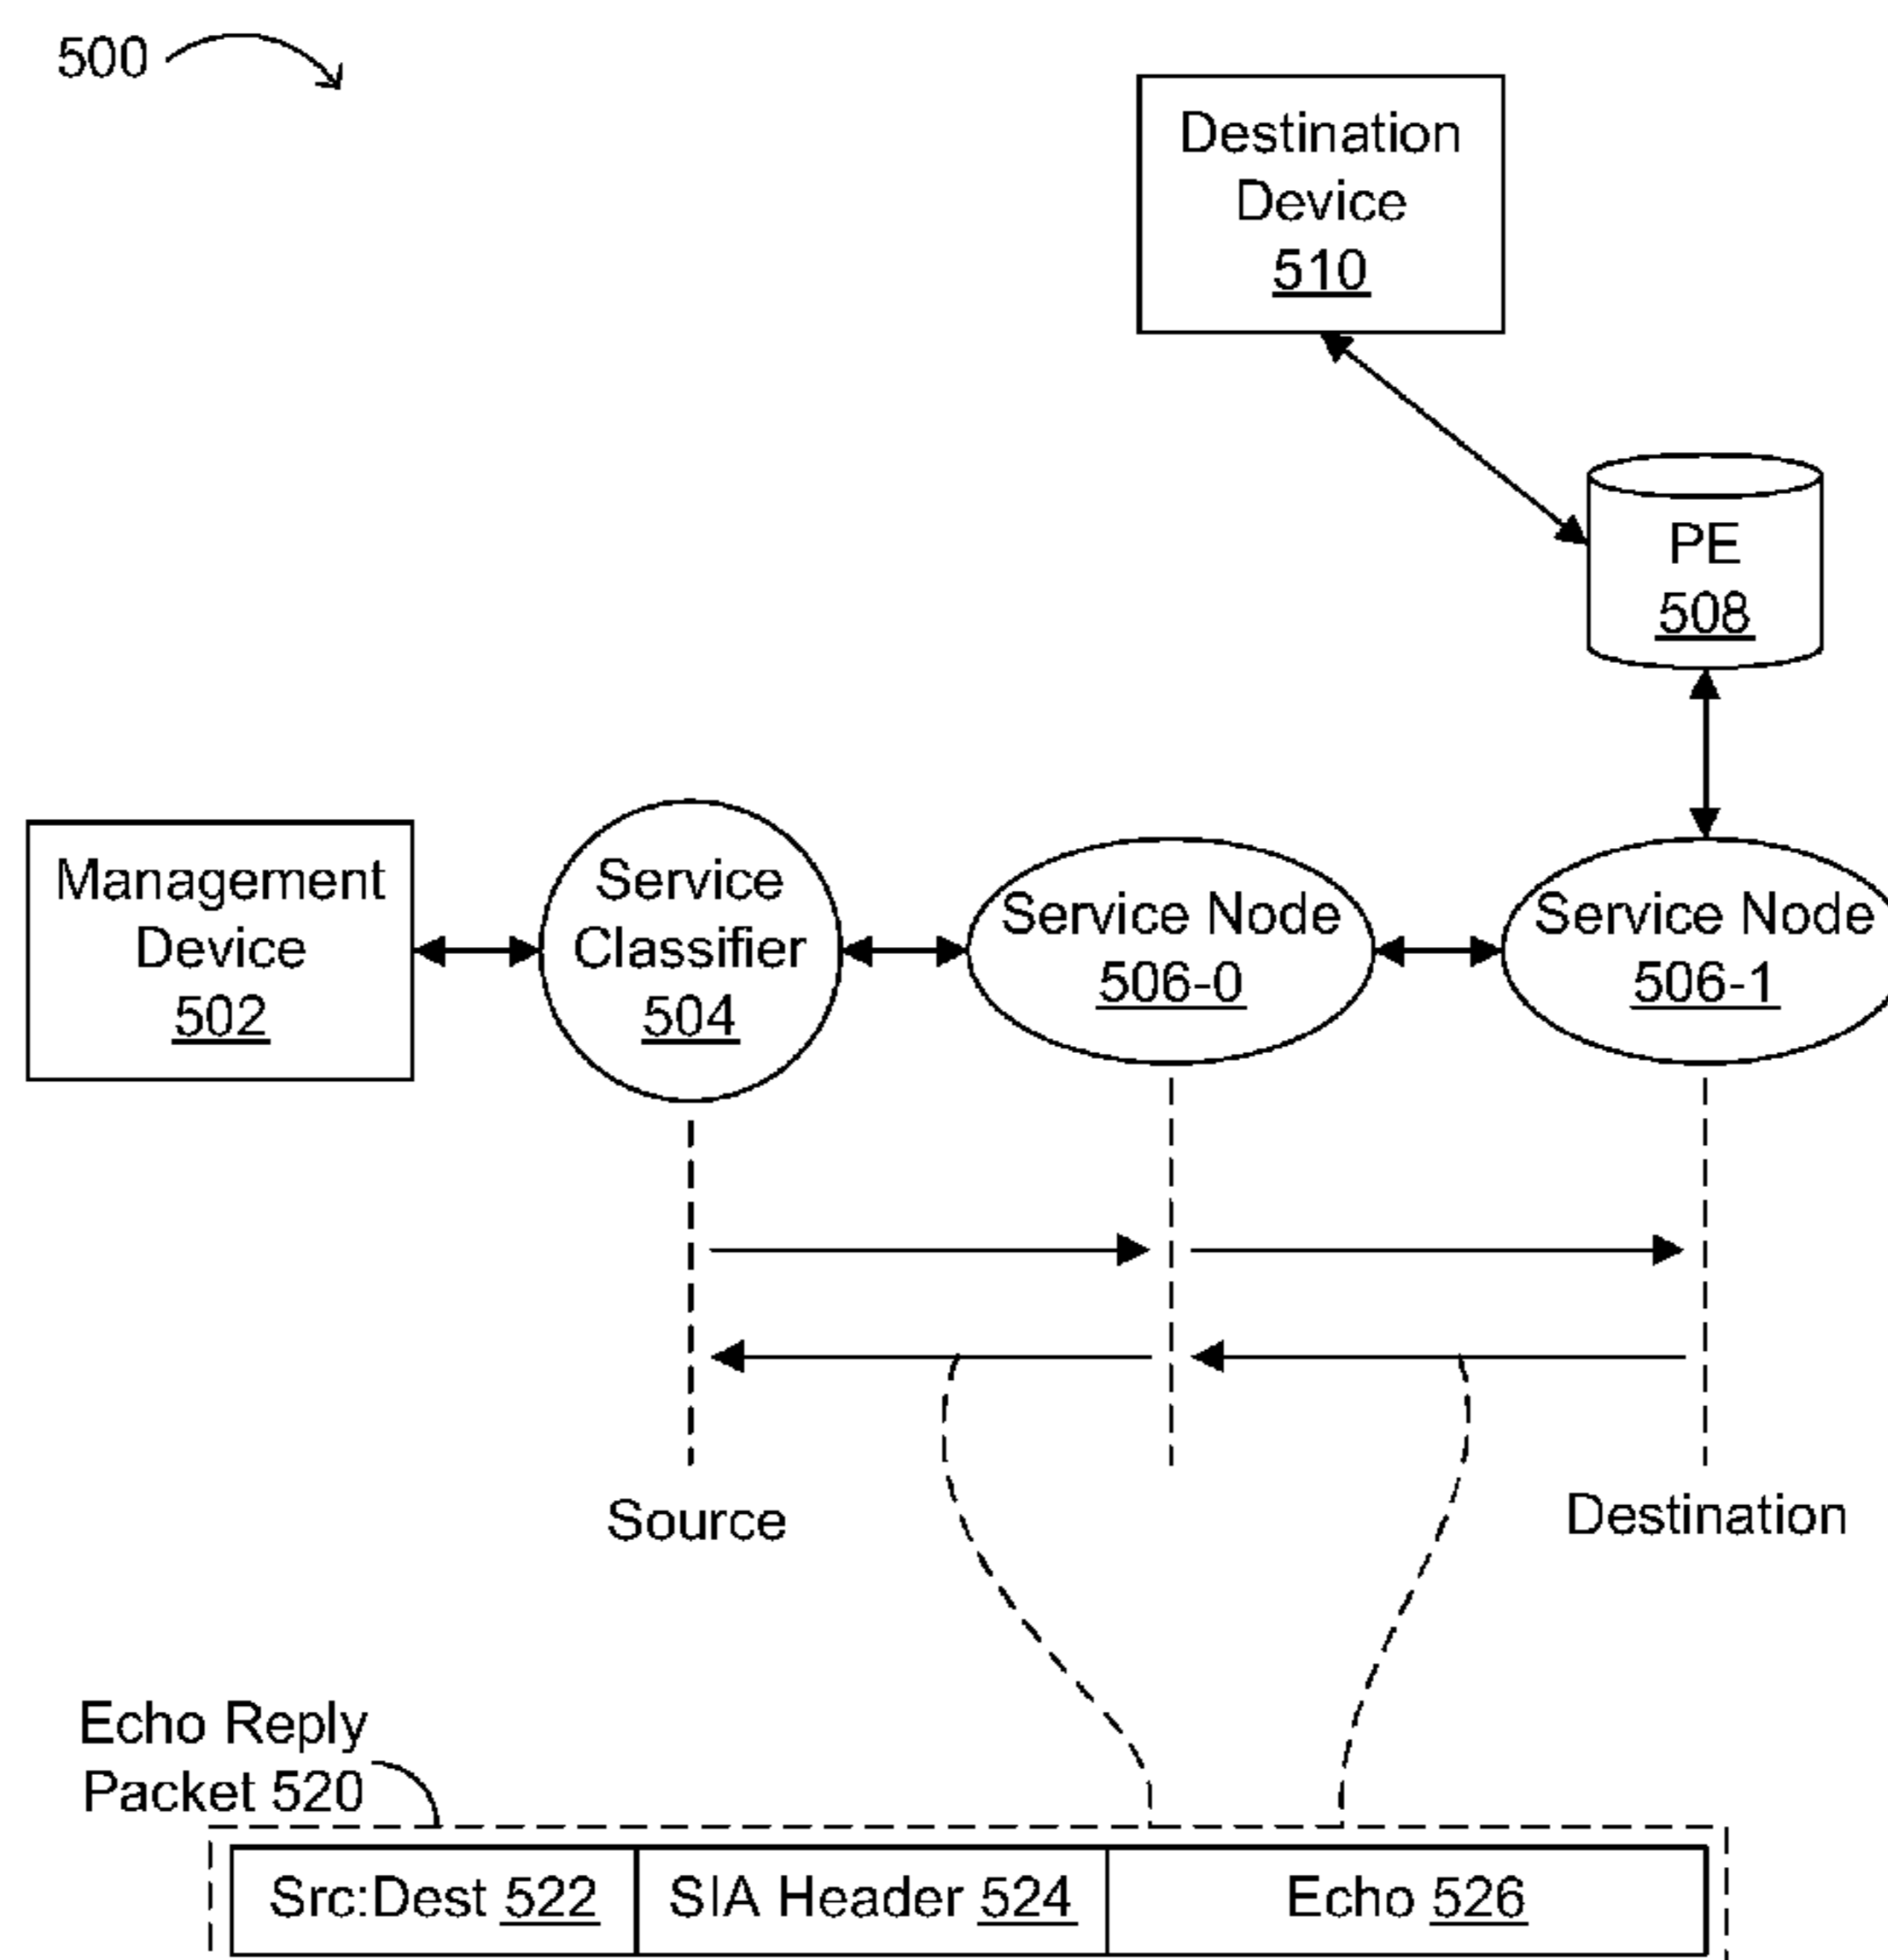 500
Destination
Device
510
PE
508
Management
Device
502
Service
Classifier
504
Service Node
506-0
Service Node
506-1
Source
Destination
Echo Reply
Packet 520
Src:Dest 522
SIA Header 524
Echo 526